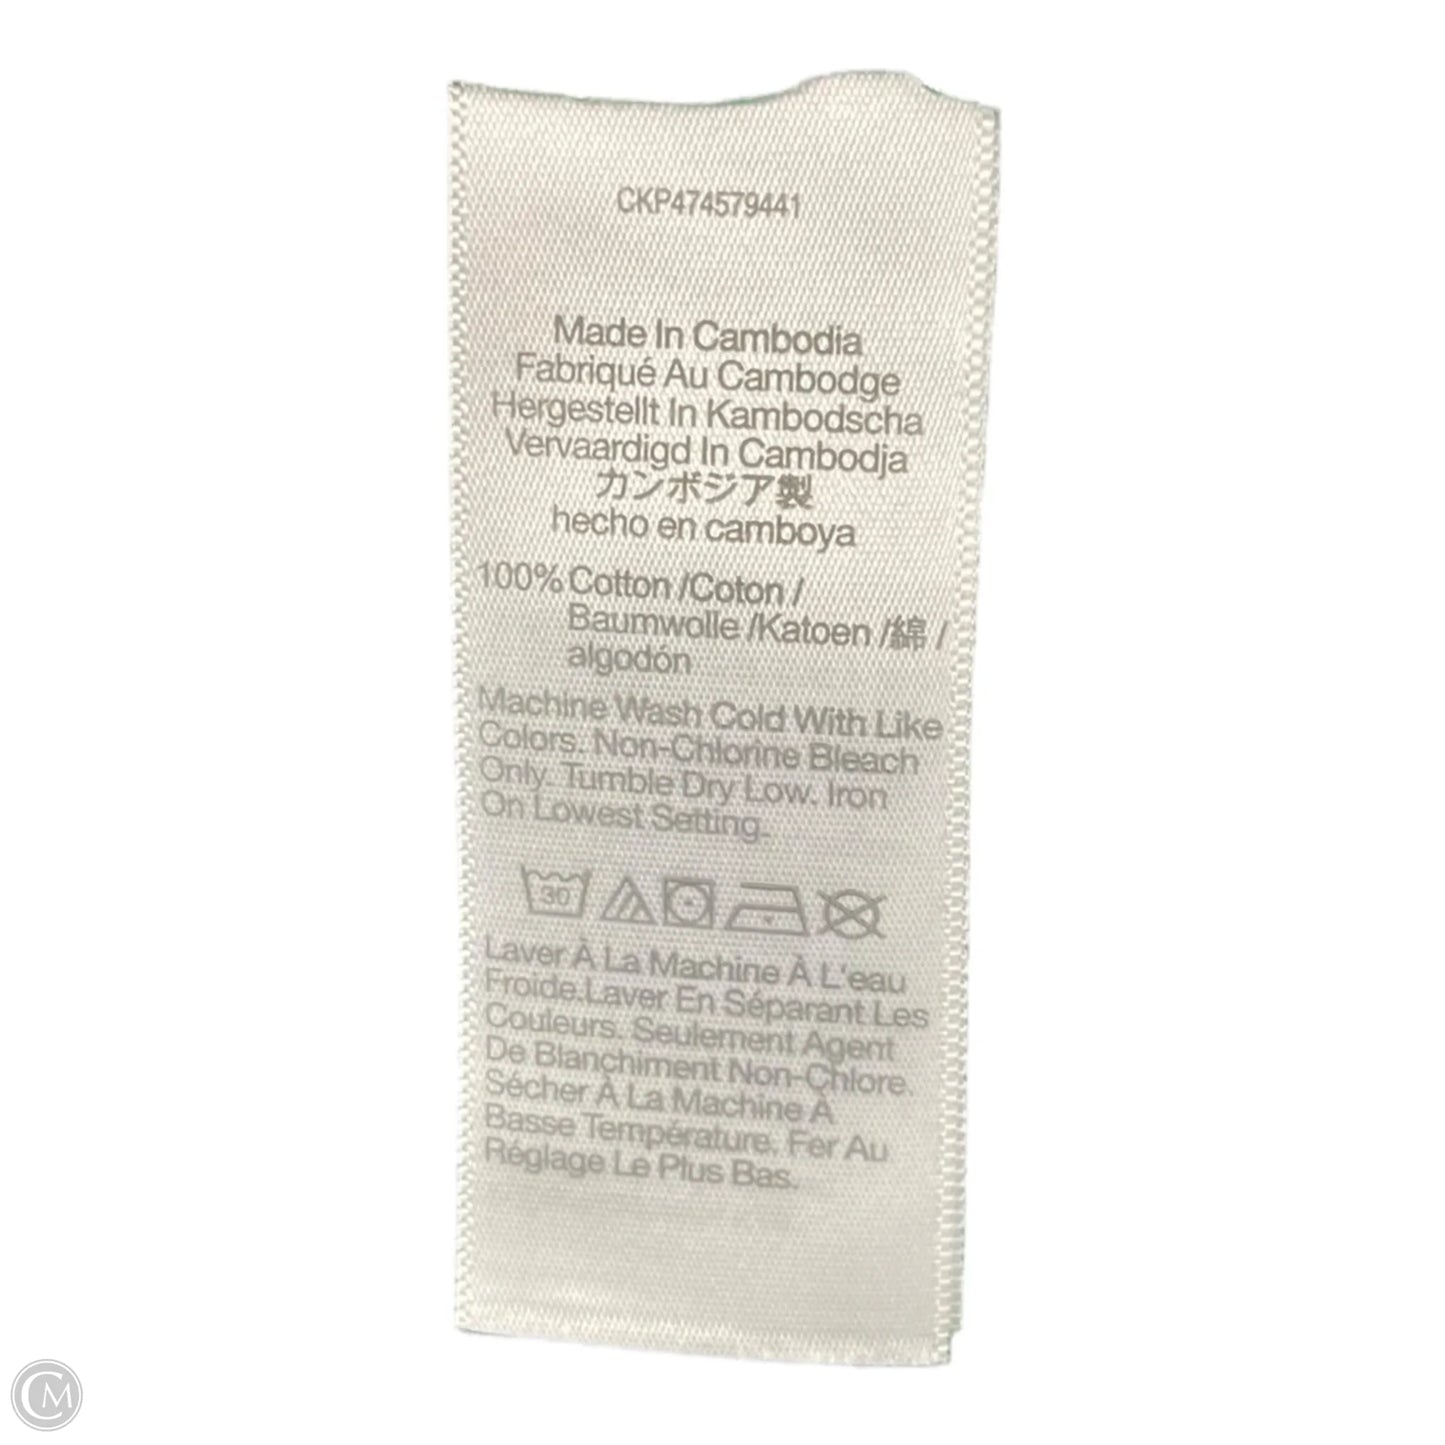 CKP474579441
Made In Cambodia
Fabriqué Au Cambodge
Hergestellt In Kambodscha
Vervaardigd In Cambodja
カンボジア製
hecho en camboya
100% Cotton /Coton /
Baumwolle /Katoen /綿 /
algodón
Machine Wash Cold With Like
Colors. Non-Chlorine Bleach
Only. Tumble Dry Low. Iron
On Lowest Setting.
30
Laver À La Machine À L'eau
Froide.Laver En Séparant Les
Couleurs. Seulement Agent
De Blanchiment Non-Chlore.
Sécher À La Machine À
Basse Température. Fer Au
Réglage Le Plus Bas.
CM